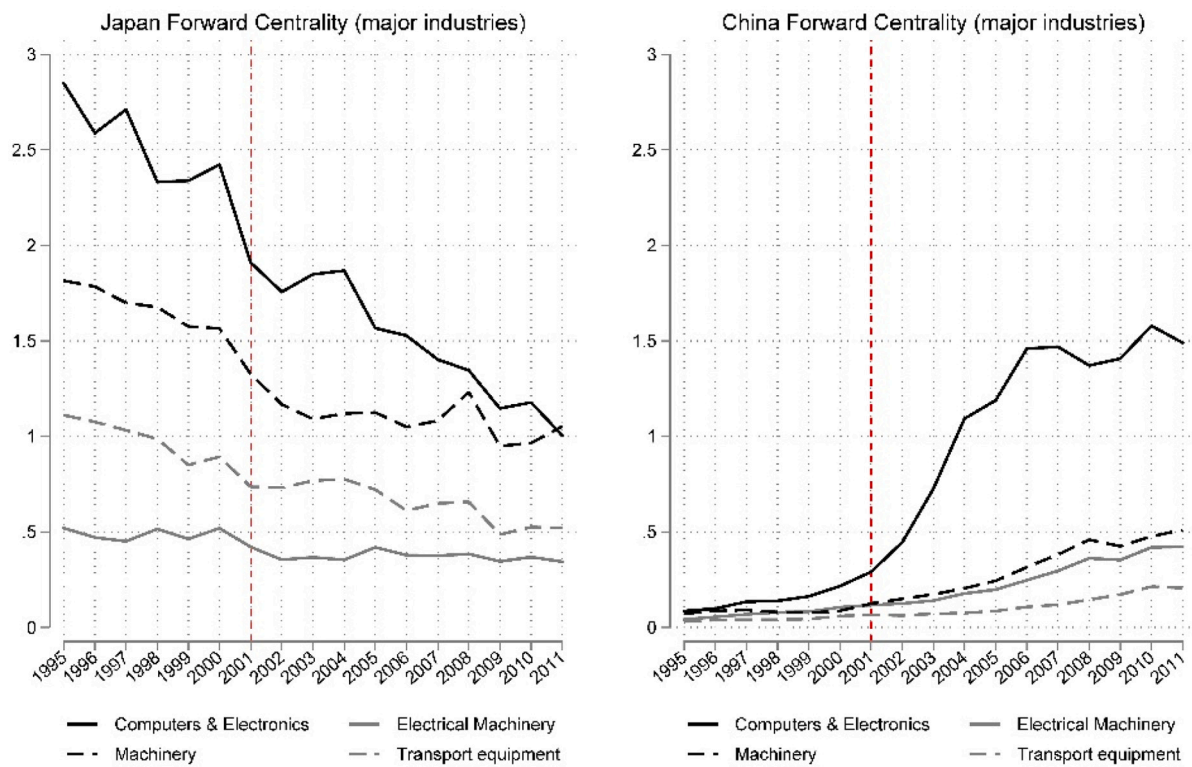 Japan Forward Centrality (major industries)
3
2.5
2
1.5
1
.5
0
1995 1996 1997 1998 1999 2000 2001 2002 2003 2004 2005 2006 2007 2008 2009 2010 2011
Computers & Electronics Electrical Machinery
Machinery Transport equipment
China Forward Centrality (major industries)
3
2.5
2
1.5
1
.5
0
1995 1996 1997 1998 1999 2000 2001 2002 2003 2004 2005 2006 2007 2008 2009 2010 2011
Computers & Electronics Electrical Machinery
Machinery Transport equipment